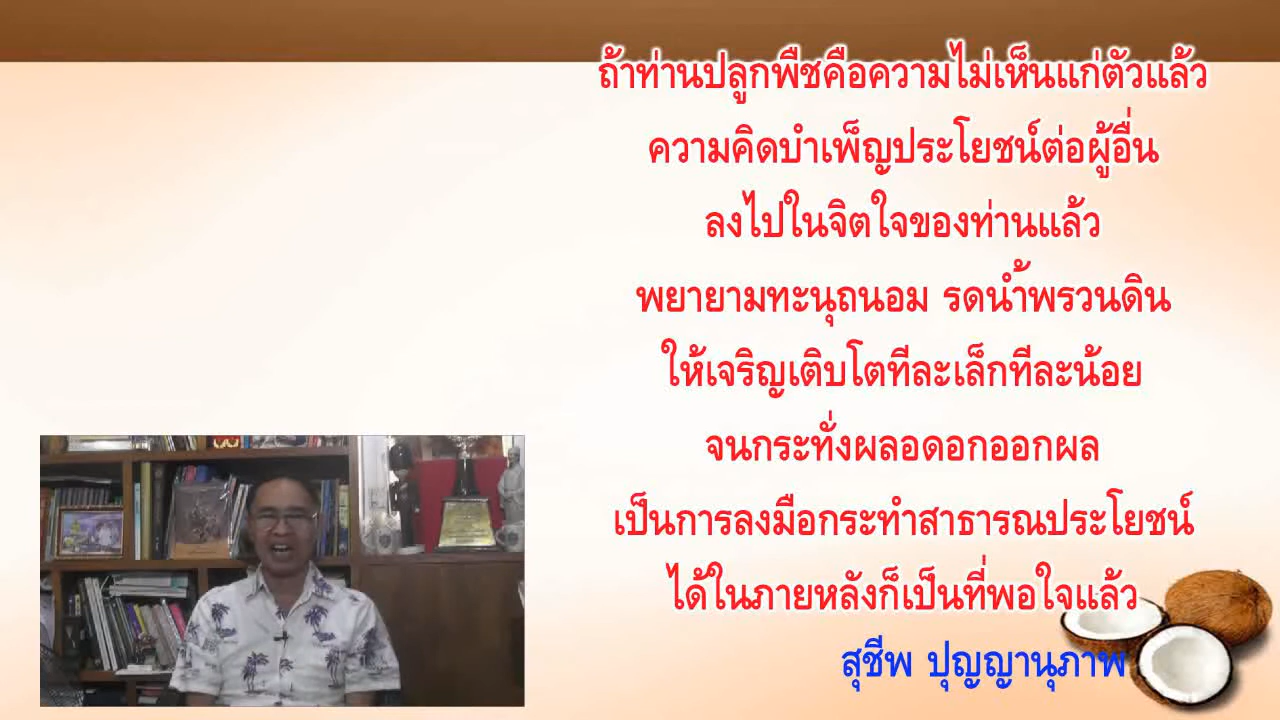 ถ้าท่านปลูกพืชคือความไม่เห็นแก่ตัวแล้ว
ความคิดบำเพ็ญประโยชน์ต่อผู้อื่น
ลงไปในจิตใจของท่านแล้ว
พยายามทะนุถนอม รดน้ำพรวนดิน
ให้เจริญเติบโตทีละเล็กทีละน้อย
จนกระทั่งผลอดอกออกผล
เป็นการลงมือกระทำสาธารณประโยชน์
ได้ในภายหลังก็เป็นที่พอใจแล้ว
สุชีพ ปุญญานุภาพ